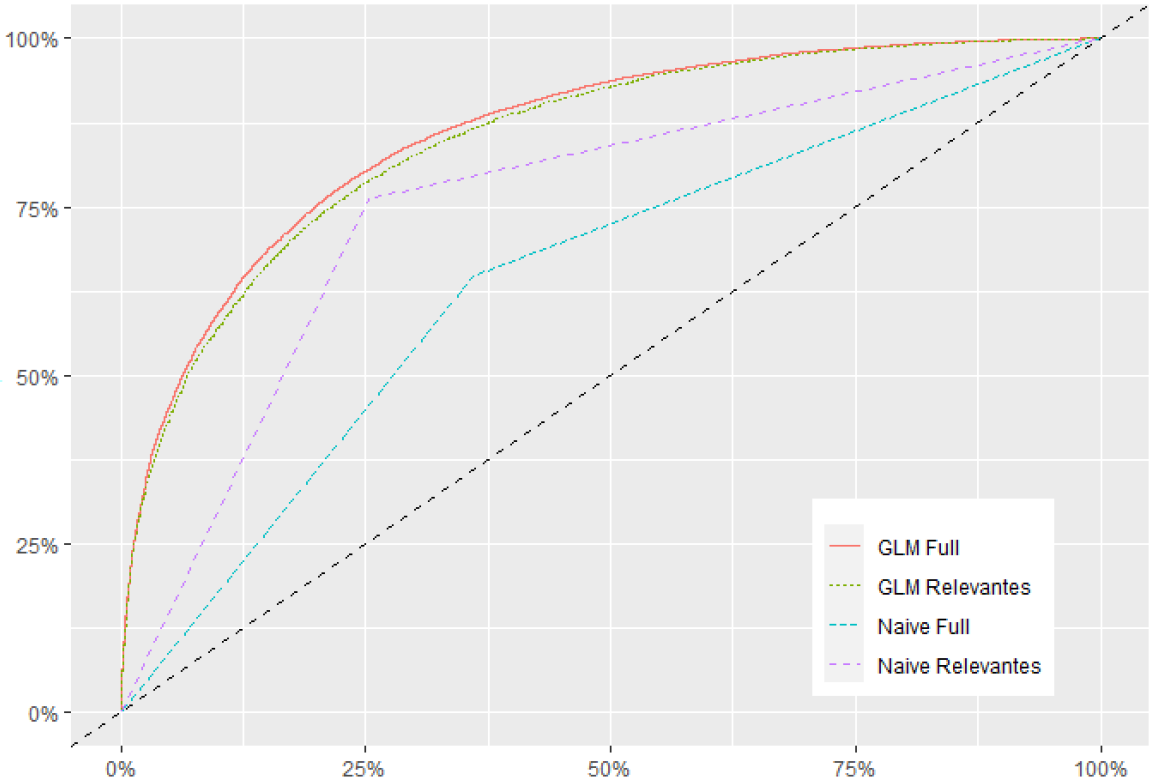 100%
75%
50%
25%
0%
GLM Full
GLM Relevantes
Naive Full
Naive Relevantes
0% 25% 50% 75% 100%